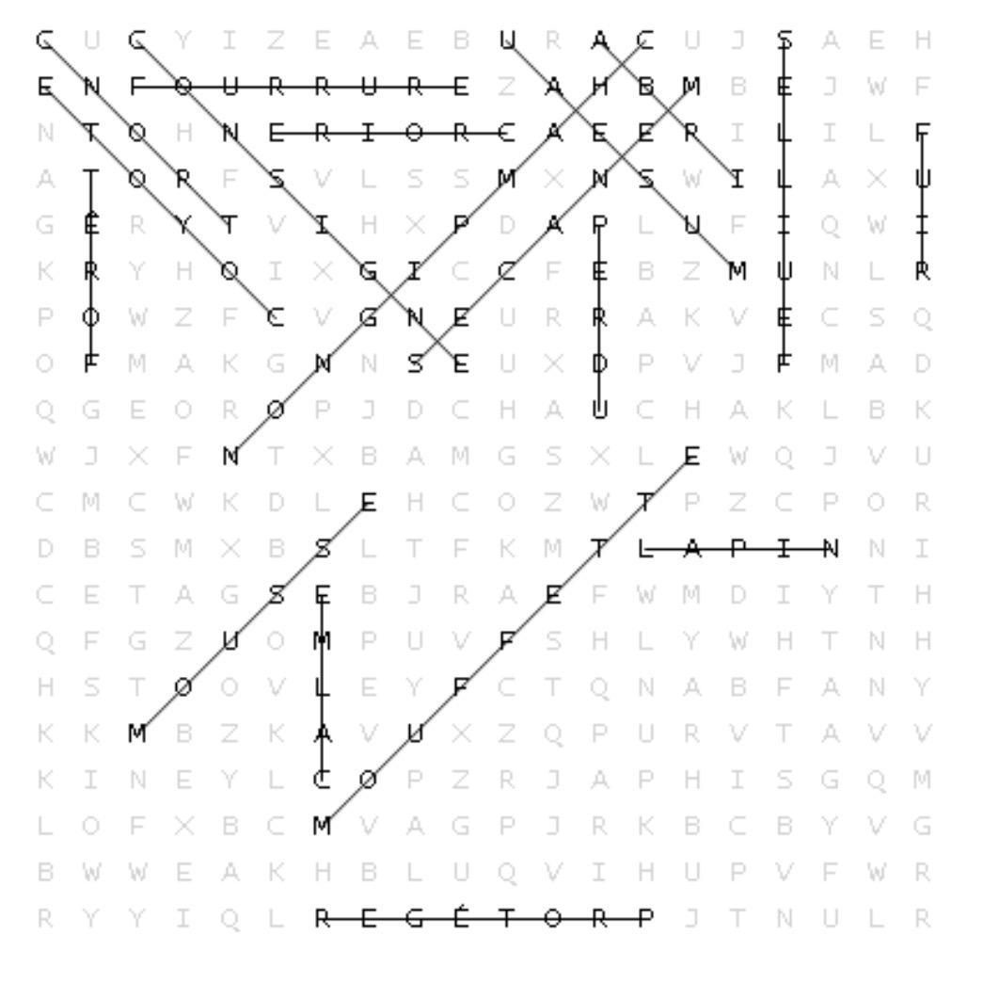 C U C Y I Z E A E B U R A C U J S A E H
E N F O U R R U R E Z A H B M B E J W F
N T O H N E R I O R C A E E R I L I L F
A T O R F S V L S S M X N S W I L A X U
G É R Y T V I H X P D A P L U F I Q W I
K R Y H O I X G I C C F E B Z M U N L R
P O W Z F C V G N E U R R A K V E C S Q
O F M A K G N N S E U X D P V J F M A D
Q G E O R O P J D C H A U C H A K L B K
W J X F N T X B A M G S X L E W Q J V U
C M C W K D L E H C O Z W T P Z C P O R
D B S M X B S L T F K M T L A P I N N I
C E T A G S E B J R A E F W M D I Y T H
Q F G Z U O M P U V F S H L Y W H T N H
H S T O O V L E Y F C T Q N A B F A N Y
K K M B Z K A V U X Z Q P U R V T A V V
K I N E Y L C O P Z R J A P H I S G Q M
L O F X B C M V A G P J R K B C B Y V G
B W W E A K H B L U Q V I H U P V F W R
R Y Y I Q L R E G É T O R P J T N U L R